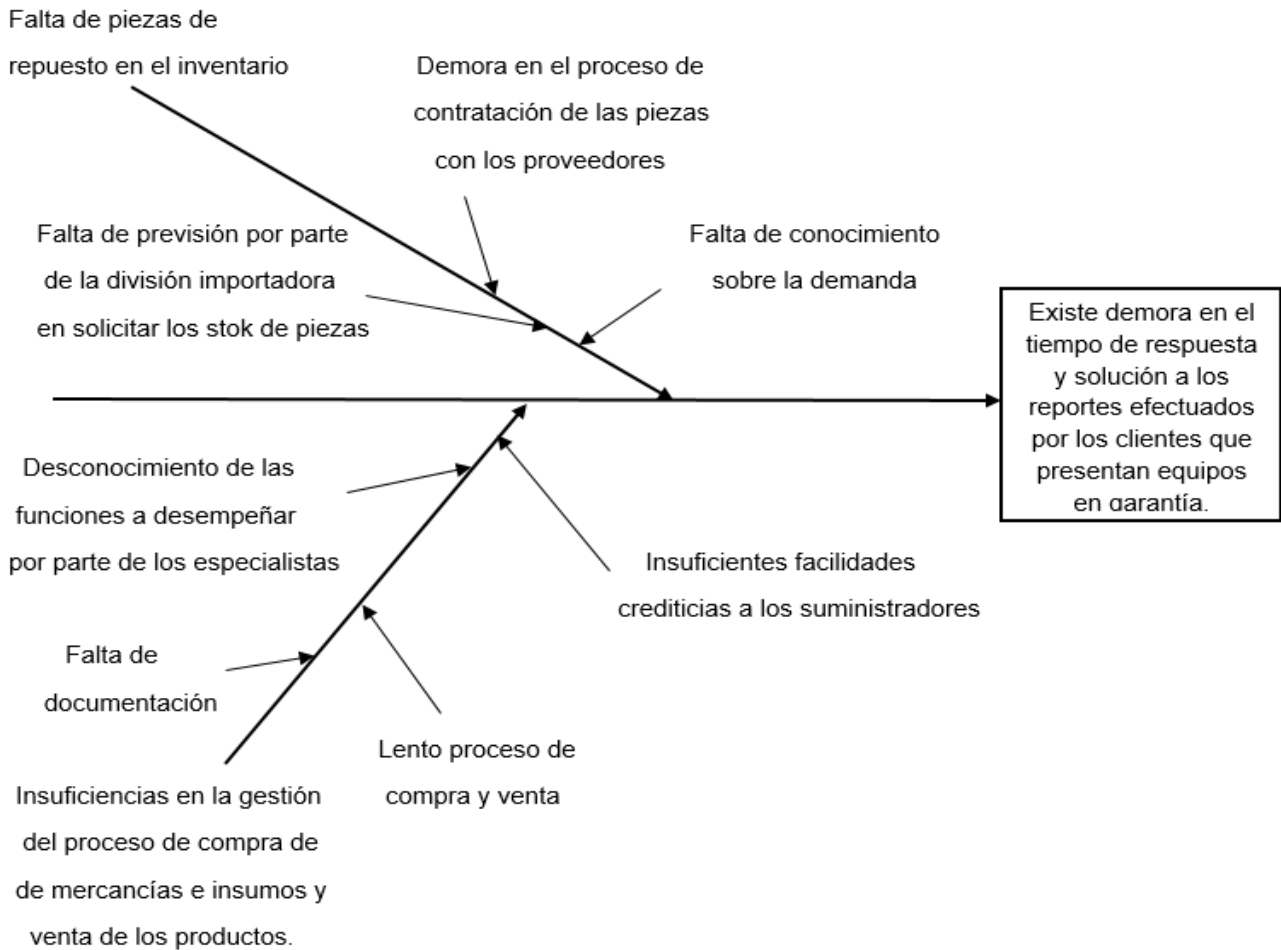 Falta de piezas de
repuesto en el inventario
Demora en el proceso de
contratación de las piezas
con los proveedores
Falta de previsión por parte
de la división importadora
en solicitar los stok de piezas
Falta de conocimiento
sobre la demanda
Existe demora en el
tiempo de respuesta
y solución a los
reportes efectuados
por los clientes que
presentan equipos
en garantía.
Desconocimiento de las
funciones a desempeñar
por parte de los especialistas
Insuficientes facilidades
crediticias a los suministradores
Falta de
documentación
Lento proceso de
compra y venta
Insuficiencias en la gestión
del proceso de compra de
de mercancías e insumos y
venta de los productos.